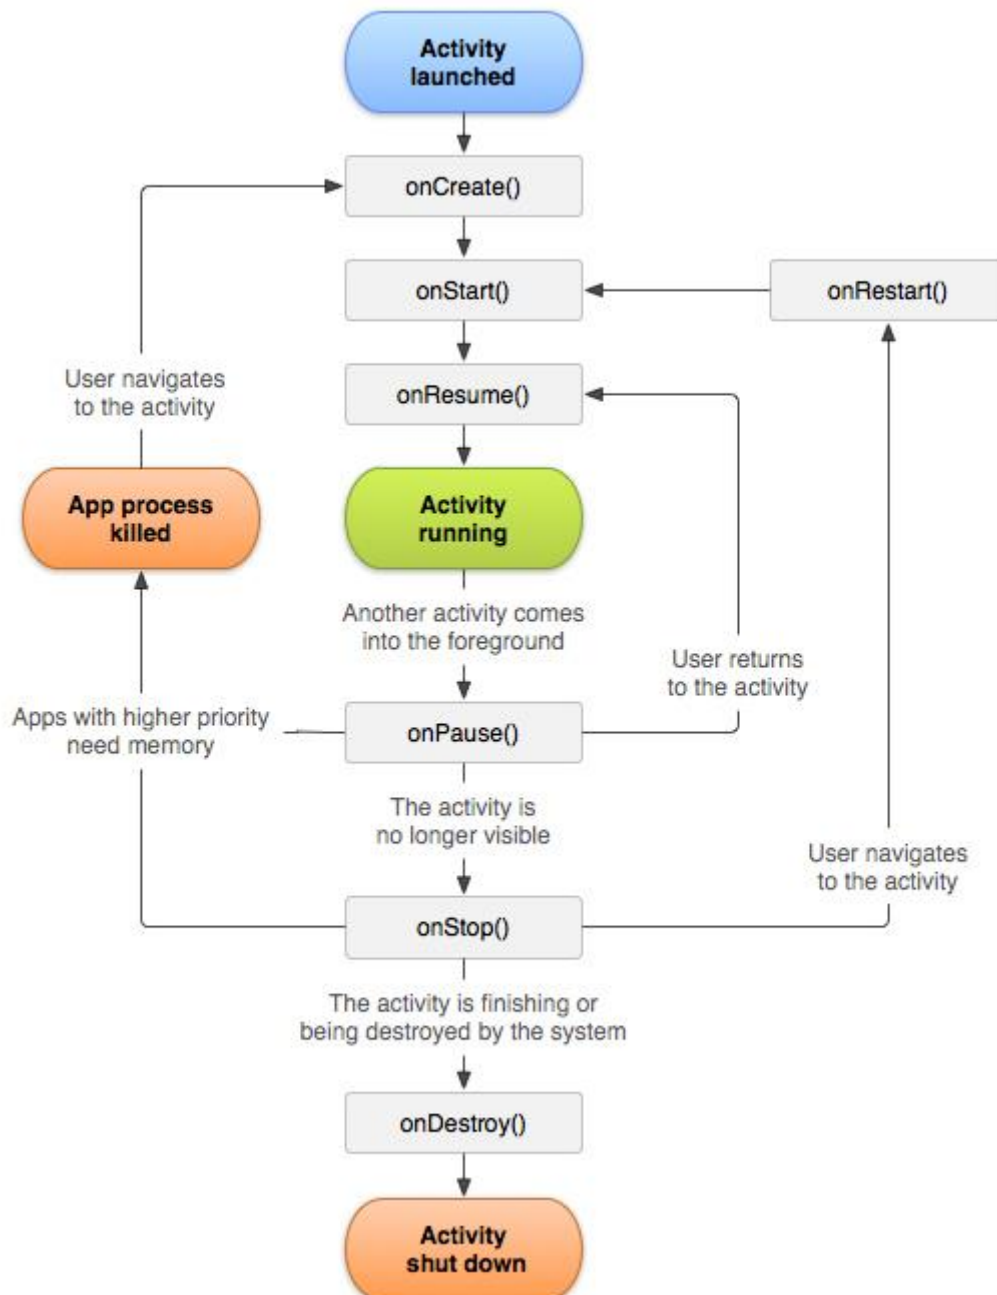 Activity
launched
onCreate()
onStart()
onRestart()
User navigates
to the activity
onResume()
App process
killed
Activity
running
Another activity comes
into the foreground
User returns
to the activity
Apps with higher priority
need memory
onPause()
The activity is
no longer visible
User navigates
to the activity
onStop()
The activity is finishing or
being destroyed by the system
onDestroy()
Activity
shut down